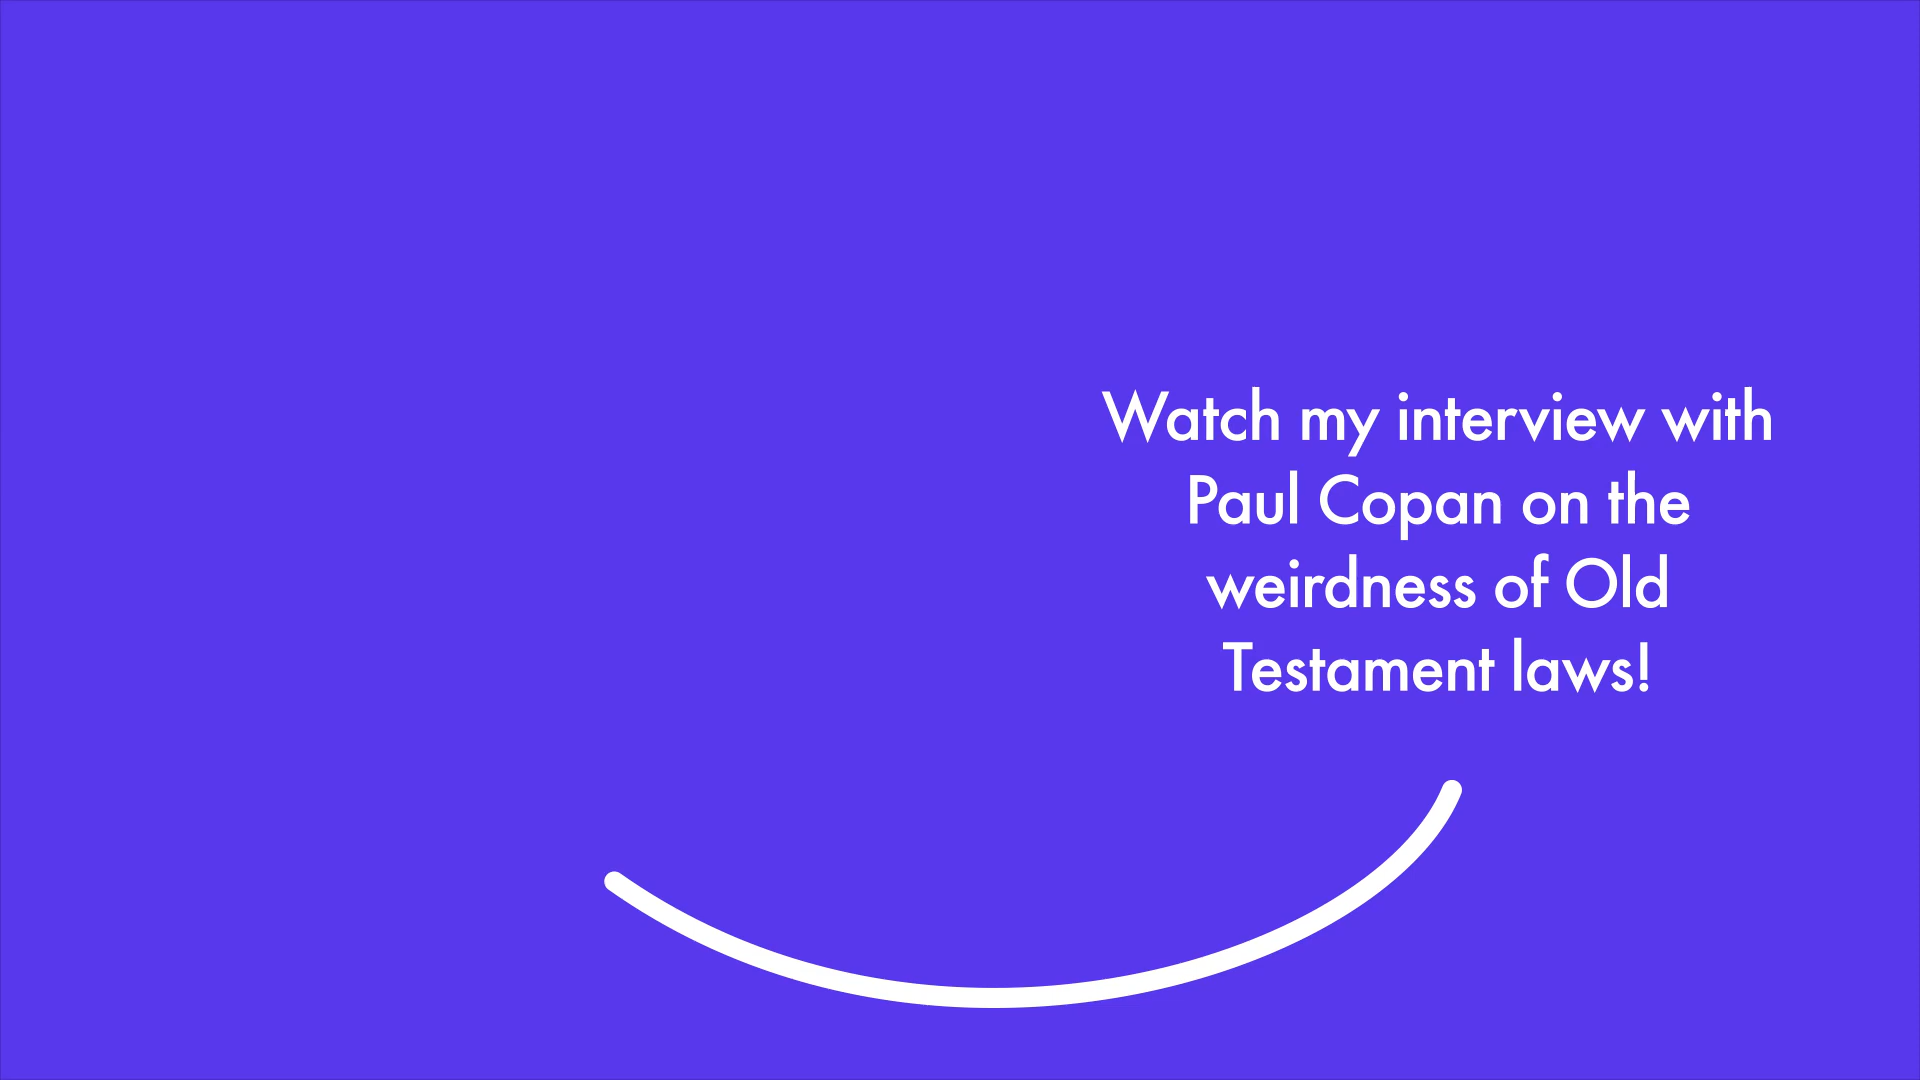 Watch my interview with
Paul Copan on the
weirdness of Old
Testament laws!